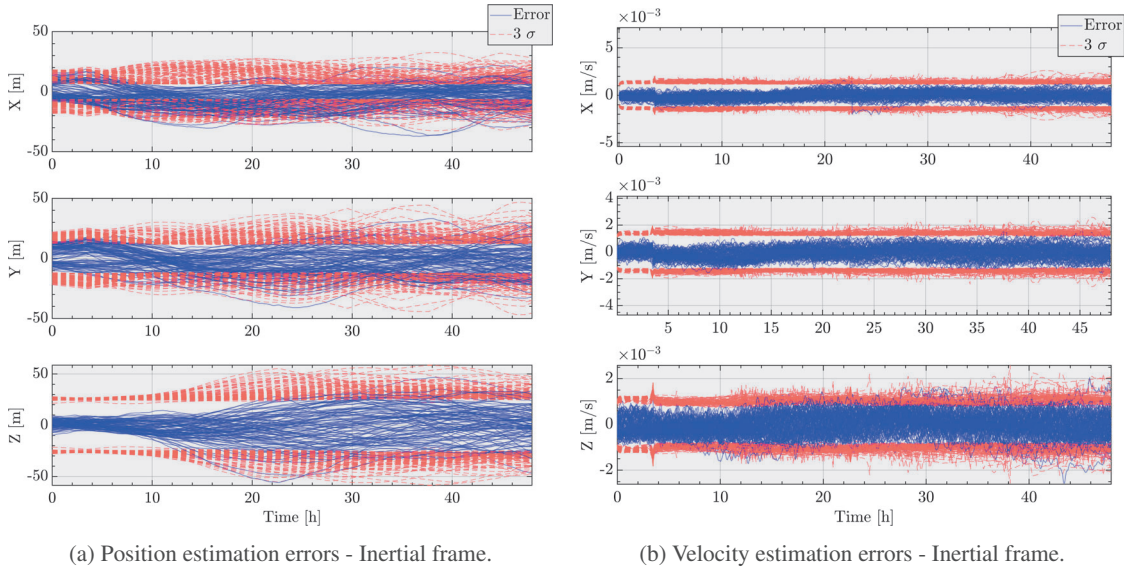 Error
3 σ
50
0
-50
X [m]
0 10 20 30 40
50
0
-50
Y [m]
0 10 20 30 40
50
0
-50
Z [m]
0 10 20 30 40
Time [h]
(a) Position estimation errors - Inertial frame.
×10⁻³
Error
3 σ
5
0
-5
X [m/s]
0 10 20 30 40
×10⁻³
4
2
0
-2
-4
Y [m/s]
5 10 15 20 25 30 35 40 45
×10⁻³
2
0
-2
Z [m/s]
0 10 20 30 40
Time [h]
(b) Velocity estimation errors - Inertial frame.